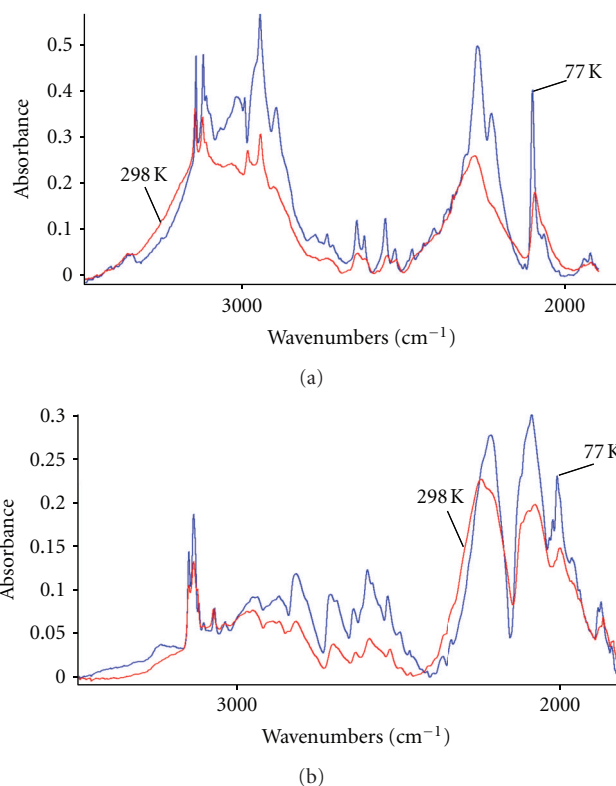 0.5
0.4
0.3
0.2
0.1
0
Absorbance
298 K
77 K
3000
2000
Wavenumbers (cm−1)
(a)
0.3
0.25
0.2
0.15
0.1
0.05
0
Absorbance
298 K
77 K
3000
2000
Wavenumbers (cm−1)
(b)